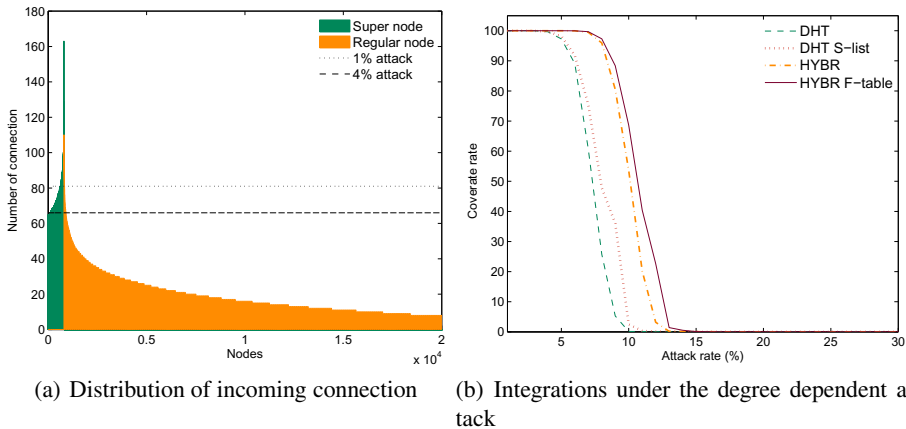 180
160
140
120
100
80
60
40
20
0
Number of connection
Super node
Regular node
1% attack
4% attack
0
0.5
1
1.5
2
Nodes
x 10^4
(a) Distribution of incoming connection
100
90
80
70
60
50
40
30
20
10
0
Coverate rate
DHT
DHT S-list
HYBR
HYBR F-table
5
10
15
20
25
30
Attack rate (%)
(b) Integrations under the degree dependent a
tack